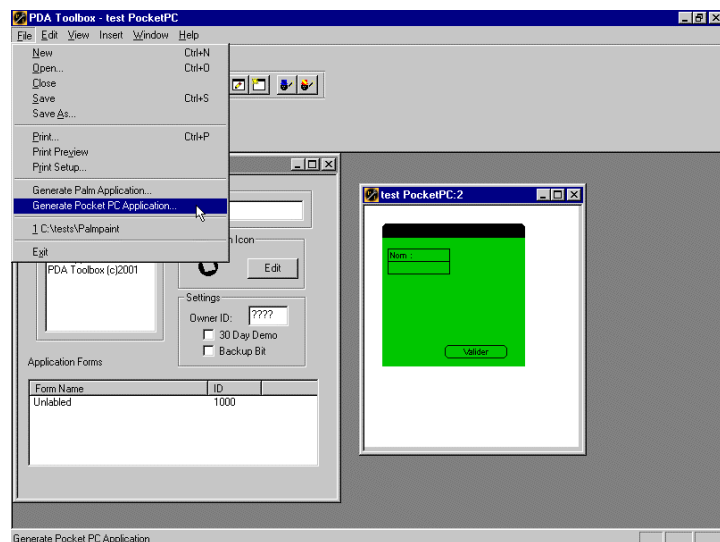 PDA Toolbox - test PocketPC
File Edit View Insert Window Help
New Ctrl+N
Open... Ctrl+O
Close
Save Ctrl+S
Save As...
Print... Ctrl+P
Print Preview
Print Setup...
Generate Palm Application...
Generate Pocket PC Application...
1 C:\tests\Palmpaint
Exit
Icon
PDA Toolbox (c)2001
Edit
Settings
Owner ID: ????
30 Day Demo
Backup Bit
Application Forms
Form Name ID
Unlabled 1000
test PocketPC:2
Nom :
Valider
Generate Pocket PC Application